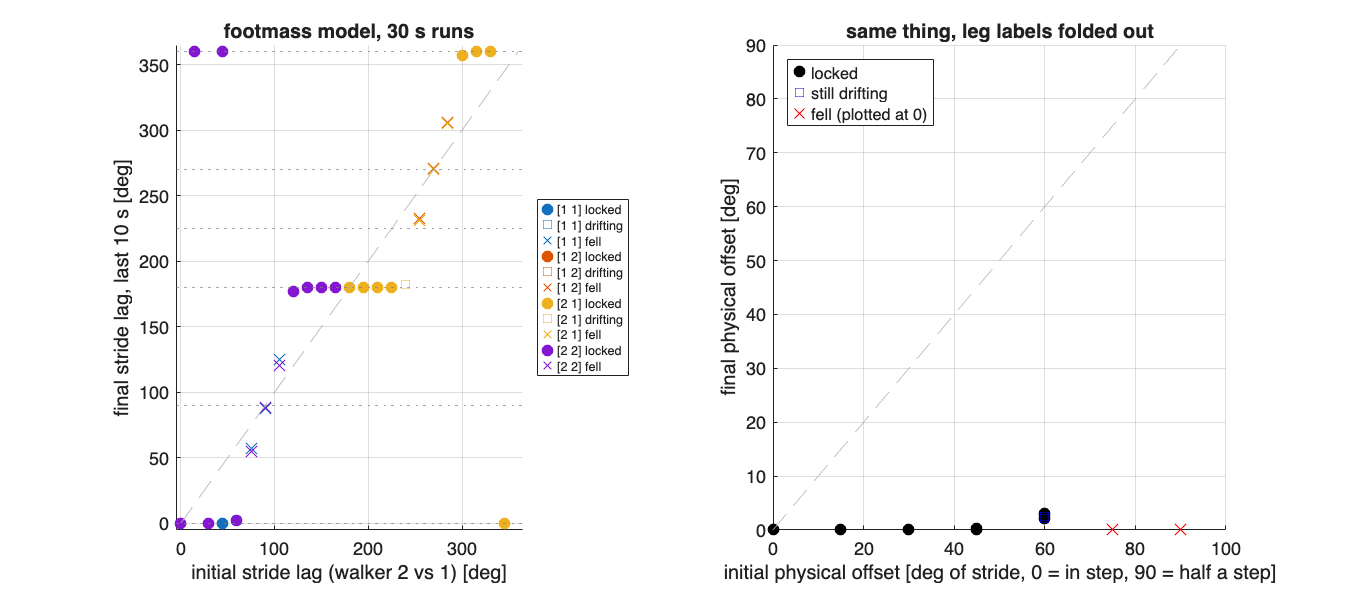 footmass model, 30 s runs
final stride lag, last 10 s [deg]
350
300
250
200
150
100
50
0
0
100
200
300
initial stride lag (walker 2 vs 1) [deg]
[1 1] locked
[1 1] drifting
[1 1] fell
[1 2] locked
[1 2] drifting
[1 2] fell
[2 1] locked
[2 1] drifting
[2 1] fell
[2 2] locked
[2 2] fell
same thing, leg labels folded out
final physical offset [deg]
90
80
70
60
50
40
30
20
10
0
locked
still drifting
fell (plotted at 0)
0
20
40
60
80
100
initial physical offset [deg of stride, 0 = in step, 90 = half a step]